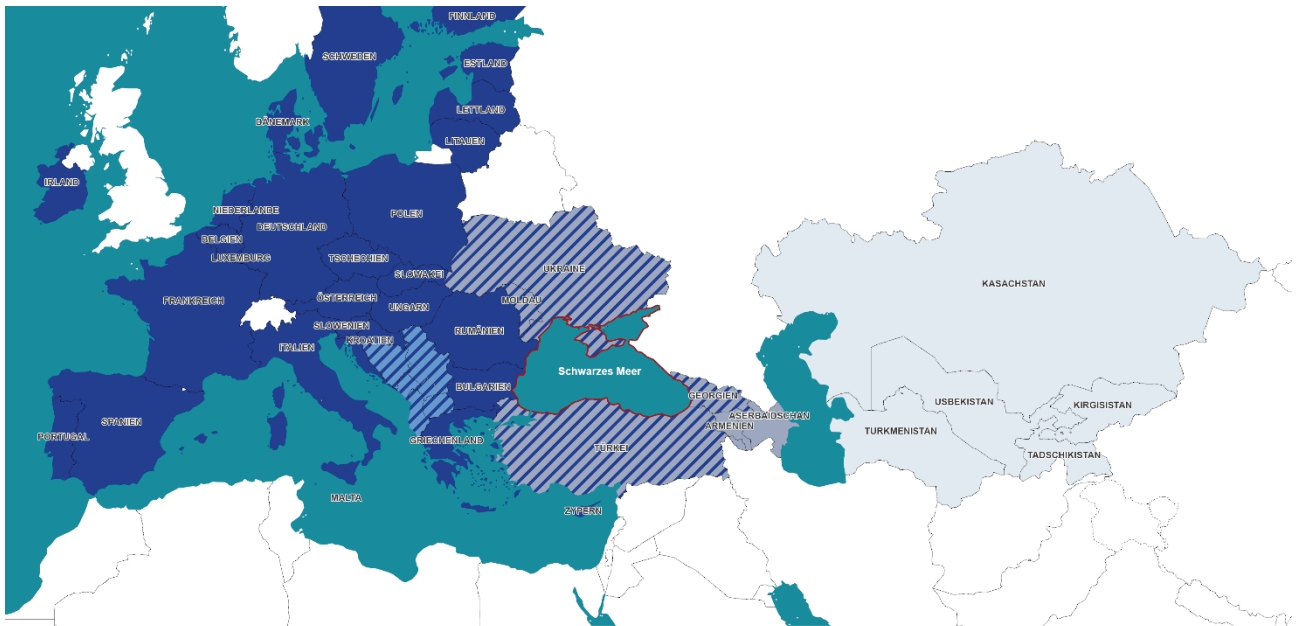 FINNLAND
SCHWEDEN
ESTLAND
LETTLAND
DÄNEMARK
LITAUEN
IRLAND
NIEDERLANDE
POLEN
DEUTSCHLAND
BELGIEN
LUXEMBURG
TSCHECHIEN
SLOWAKEI
UKRAINE
KASACHSTAN
FRANKREICH
ÖSTERREICH
MOLDAU
UNGARN
SLOWENIEN
RUMÄNIEN
KROATIEN
ITALIEN
Schwarzes Meer
BULGARIEN
GEORGIEN
USBEKISTAN
KIRGISISTAN
ASERBAIDSCHAN
SPANIEN
ARMENIEN
TURKMENISTAN
PORTUGAL
GRIECHENLAND
TÜRKEI
TADSCHIKISTAN
MALTA
ZYPERN